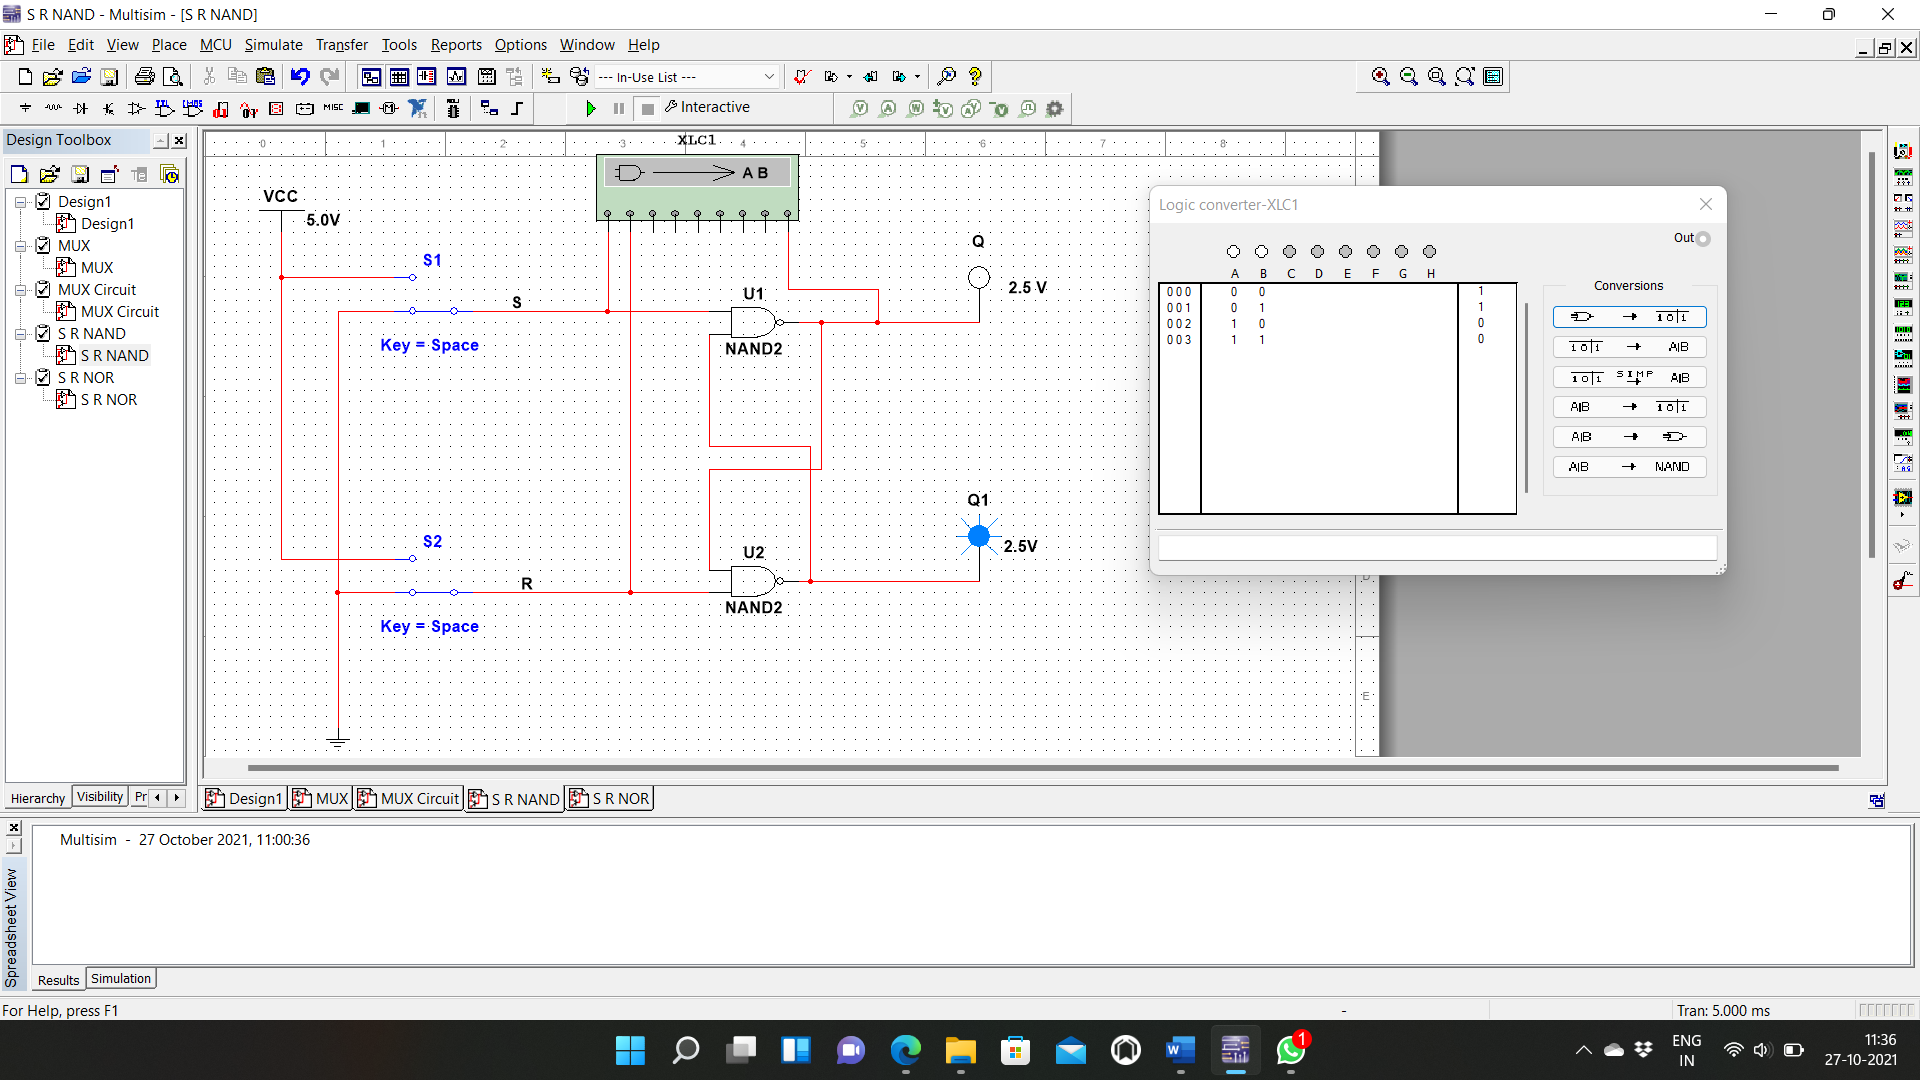 S R NAND - Multisim - [S R NAND]
File Edit View Place MCU Simulate Transfer Tools Reports Options Window Help
--- In-Use List ---
MISC
Interactive
Design Toolbox
Design1
Design1
MUX
MUX
MUX Circuit
MUX Circuit
S R NAND
S R NAND
S R NOR
S R NOR
Hierarchy Visibility Pr
0 1 2 3 4 5 6 7 8
XLC1
A B
VCC
5.0V
S1
S
Key = Space
U1
NAND2
Q
2.5 V
S2
R
Key = Space
U2
NAND2
Q1
2.5V
D
E
Logic converter-XLC1
Out
A B C D E F G H
000 0 0 1
001 0 1 1
002 1 0 0
003 1 1 0
Conversions
→ 1 0 1
1 0 1 → A|B
1 0 1 SIMP → A|B
A|B → 1 0 1
A|B →
A|B → NAND
Design1 MUX MUX Circuit S R NAND S R NOR
Spreadsheet View
Multisim - 27 October 2021, 11:00:36
Results Simulation
For Help, press F1
-
Tran: 5.000 ms
1
ENG
IN
11:36
27-10-2021